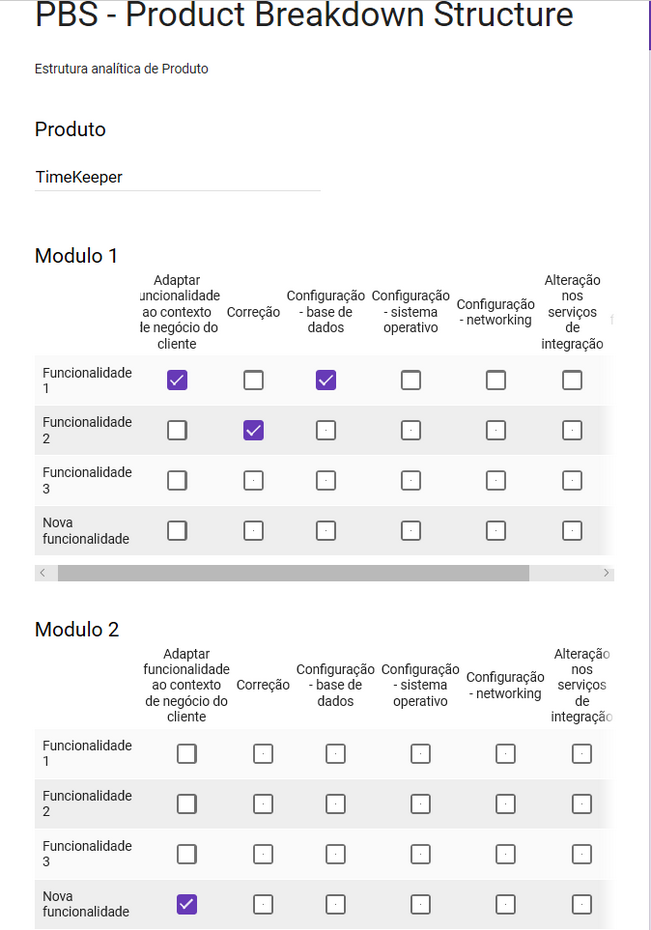 PBS - Product Breakdown Structure
Estrutura analítica de Produto
Produto
TimeKeeper
Modulo 1
Adaptar
uncionalidade
ao contexto
de negócio do
cliente
Correção
Configuração
- base de
dados
Configuração
- sistema
operativo
Configuração
- networking
Alteração
nos
serviços
de
integração
Funcionalidade
1
Funcionalidade
2
Funcionalidade
3
Nova
funcionalidade
Modulo 2
Adaptar
funcionalidade
ao contexto
de negócio do
cliente
Correção
Configuração
- base de
dados
Configuração
- sistema
operativo
Configuração
- networking
Alteração
nos
serviços
de
integração
Funcionalidade
1
Funcionalidade
2
Funcionalidade
3
Nova
funcionalidade